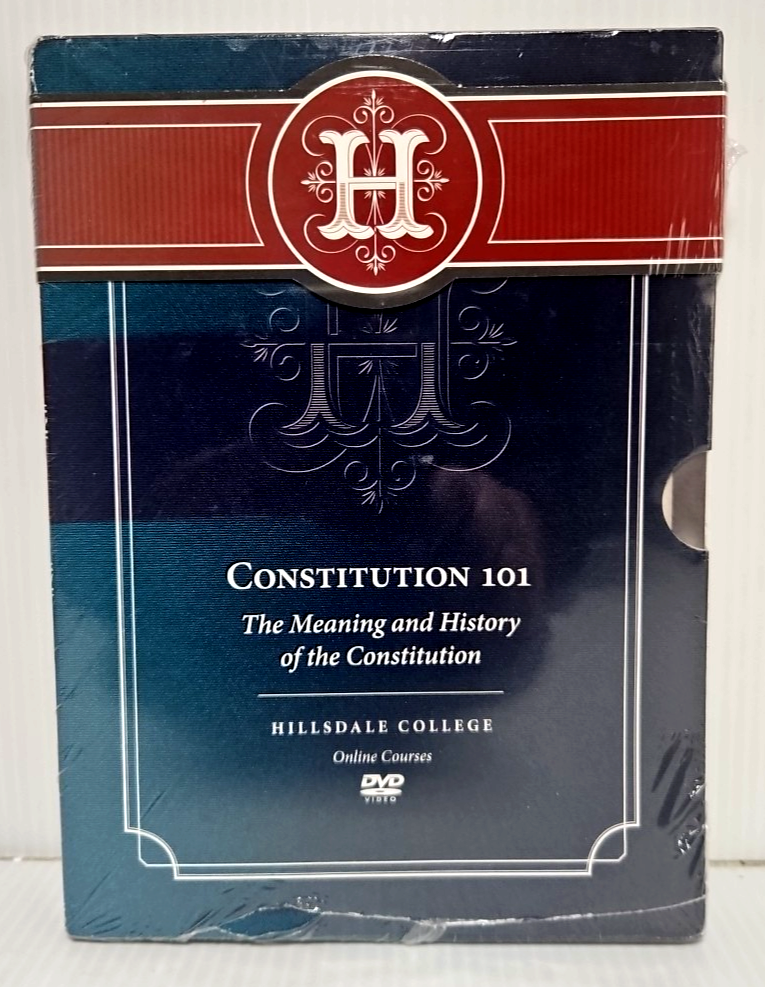 H
H
CONSTITUTION 101
The Meaning and History
of the Constitution
HILLSDALE COLLEGE
Online Courses
DVD
VIDEO